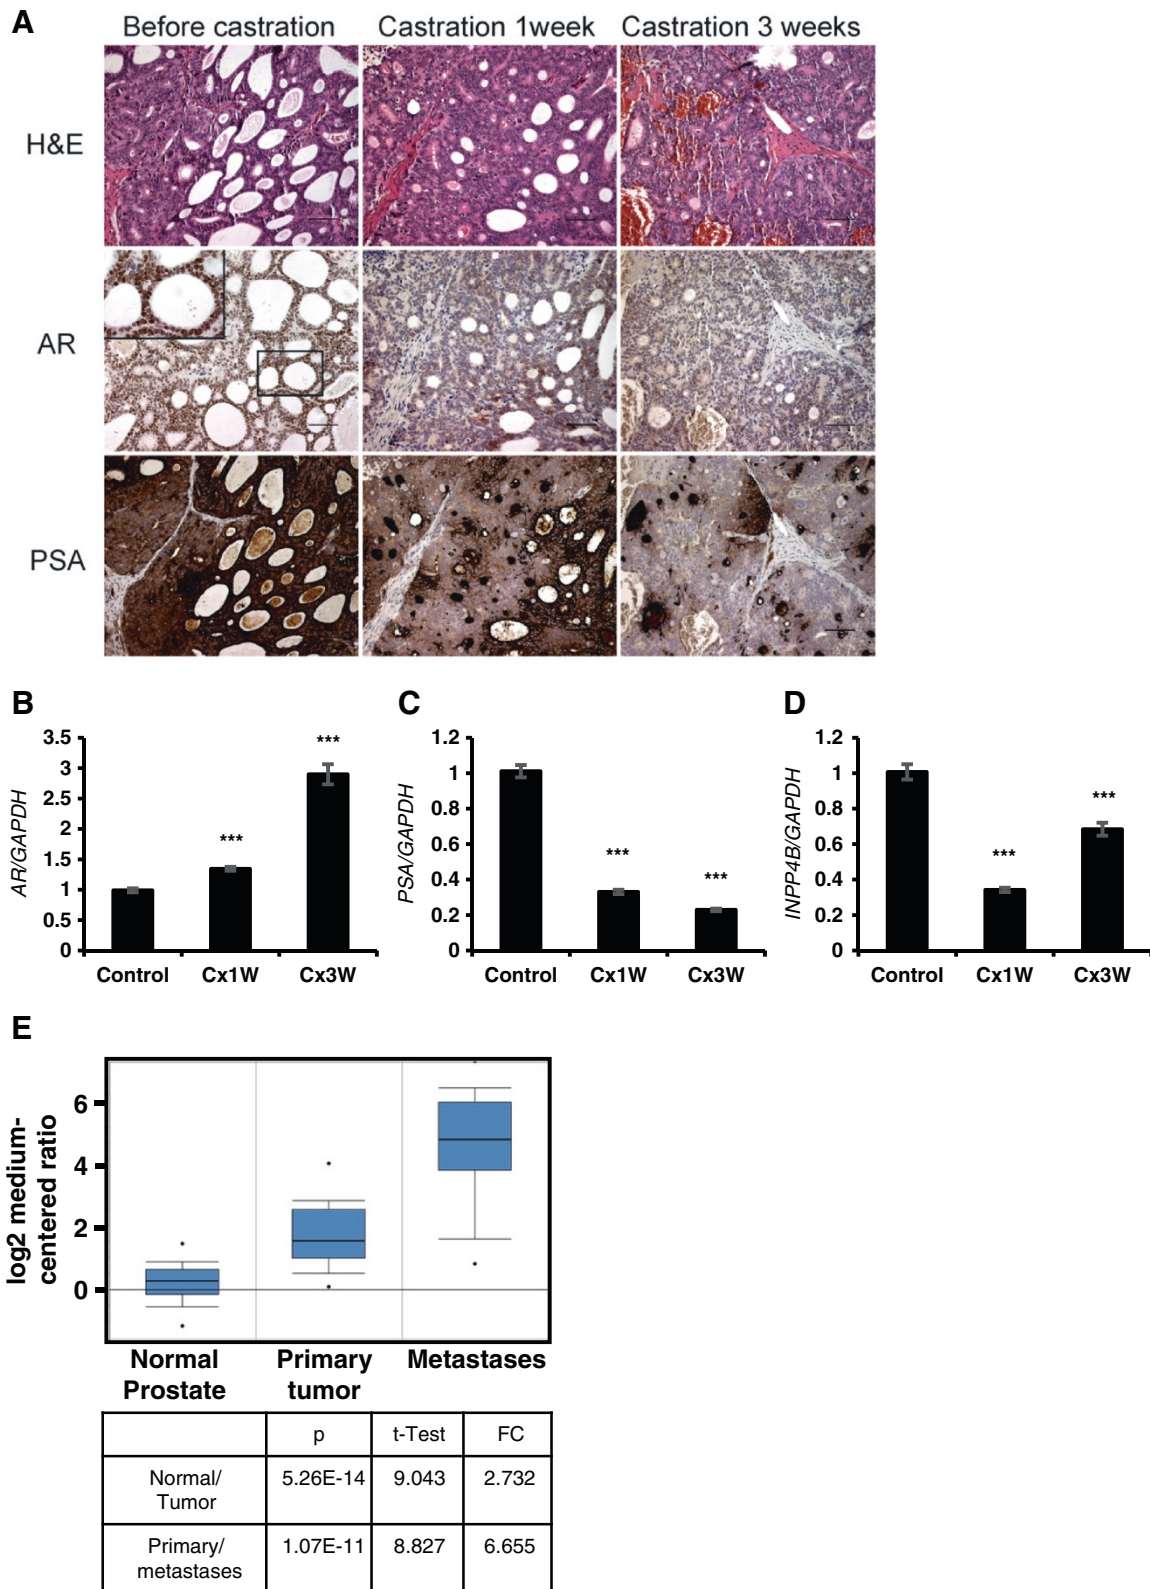 A
Before castration
Castration 1week
Castration 3 weeks
H&E
AR
PSA
B
AR/GAPDH
3.5
3
2.5
2
1.5
1
0.5
0
***
***
Control
Cx1W
Cx3W
C
PSA/GAPDH
1.2
1
0.8
0.6
0.4
0.2
0
***
***
Control
Cx1W
Cx3W
D
INPP4B/GAPDH
1.2
1
0.8
0.6
0.4
0.2
0
***
***
Control
Cx1W
Cx3W
E
log2 medium-
centered ratio
6
4
2
0
Normal
Prostate
Primary
tumor
Metastases
p t-Test FC
Normal/
Tumor
5.26E-14 9.043 2.732
Primary/
metastases
1.07E-11 8.827 6.655